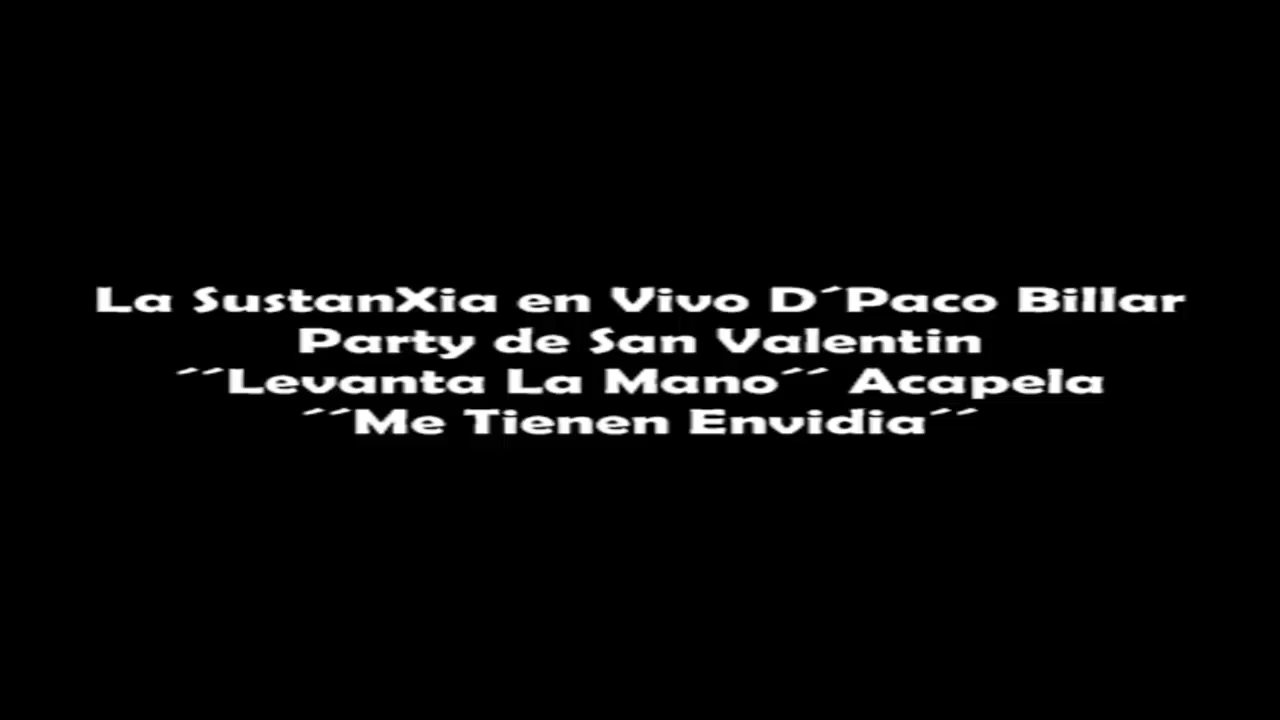 La SustanXia en Vivo D´Paco Billar
Party de San Valentin
´´Levanta La Mano´´ Acapela
´´Me Tienen Envidia´´